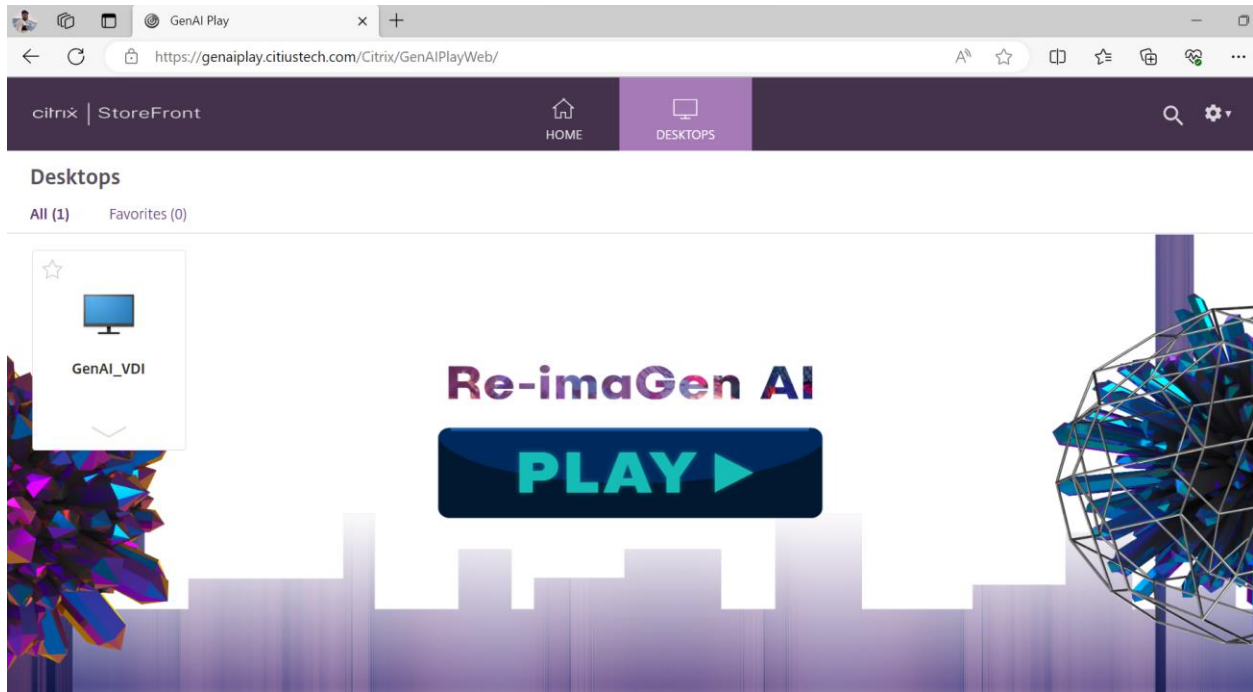 GenAI Play
https://genaiplay.citiustech.com/Citrix/GenAIPlayWeb/
citrix | StoreFront
HOME
DESKTOPS
Desktops
All (1) Favorites (0)
GenAI_VDI
Re-imaGen AI
PLAY